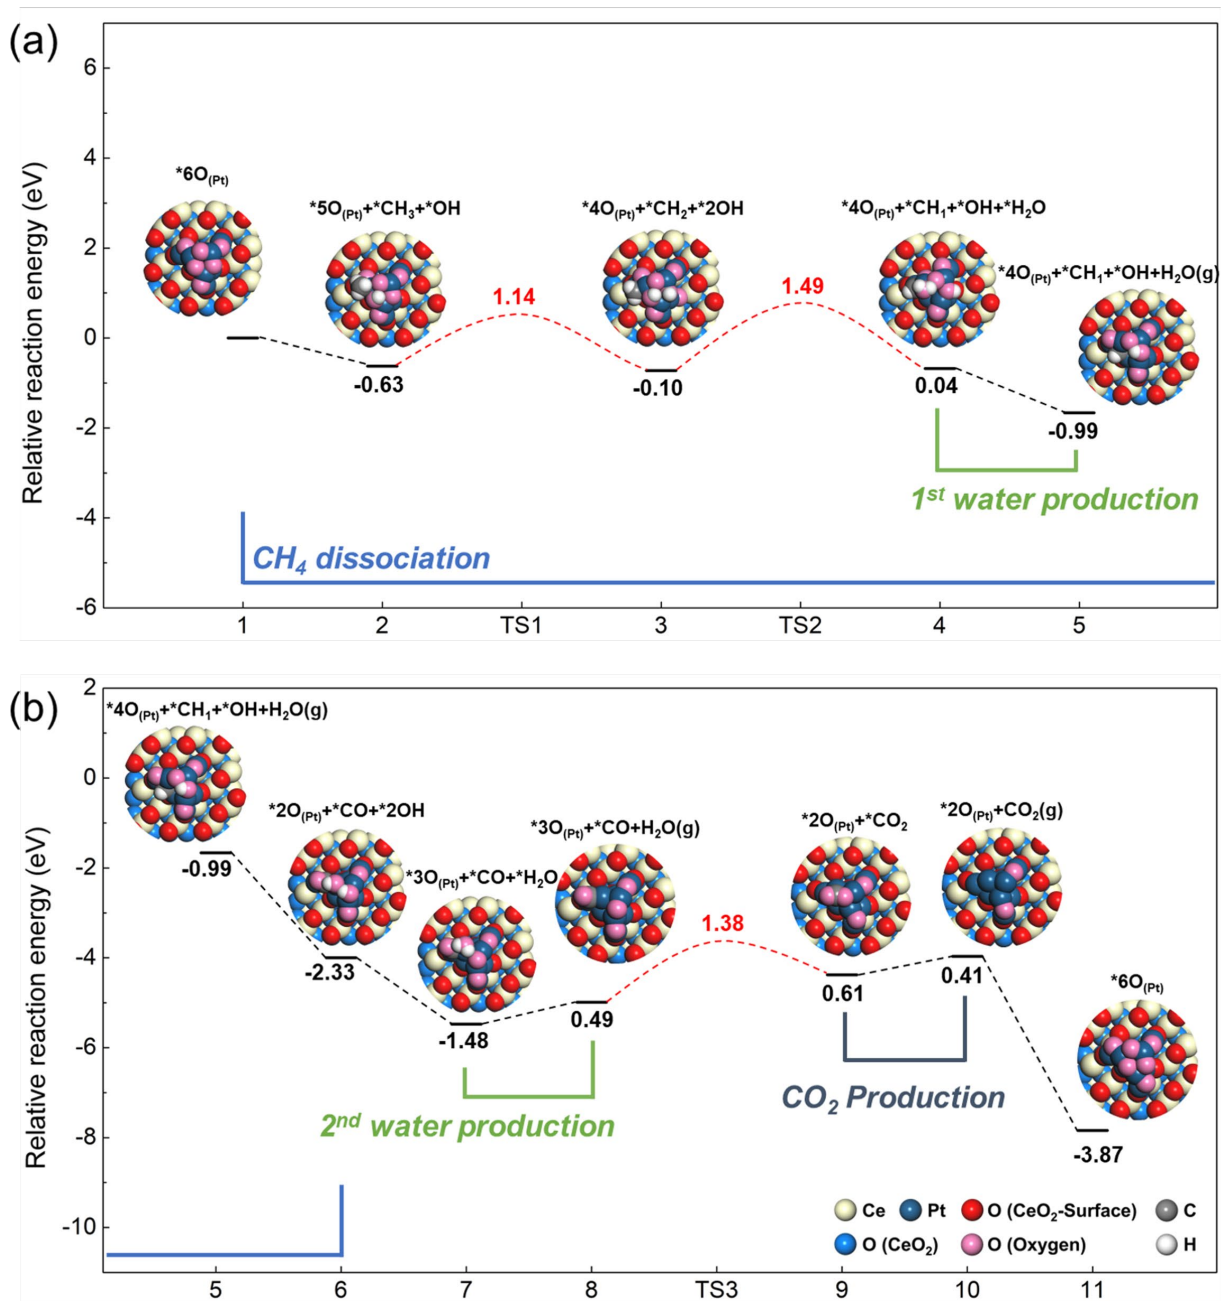 (a)
Relative reaction energy (eV)
6
4
2
0
-2
-4
-6
*6O(Pt)
*5O(Pt)+*CH3+*OH
*4O(Pt)+*CH2+*2OH
*4O(Pt)+*CH1+*OH+*H2O
*4O(Pt)+*CH1+*OH+H2O(g)
1.14
1.49
-0.63
-0.10
0.04
-0.99
1st water production
CH4 dissociation
1 2 TS1 3 TS2 4 5
(b)
Relative reaction energy (eV)
2
0
-2
-4
-6
-8
-10
*4O(Pt)+*CH1+*OH+H2O(g)
*2O(Pt)+*CO+*2OH
*3O(Pt)+*CO+*H2O
*3O(Pt)+*CO+H2O(g)
*2O(Pt)+*CO2
*2O(Pt)+CO2(g)
*6O(Pt)
-0.99
-2.33
-1.48
0.49
1.38
0.61
0.41
-3.87
2nd water production
CO2 Production
Ce Pt O (CeO2-Surface) C
O (CeO2) O (Oxygen) H
5 6 7 8 TS3 9 10 11